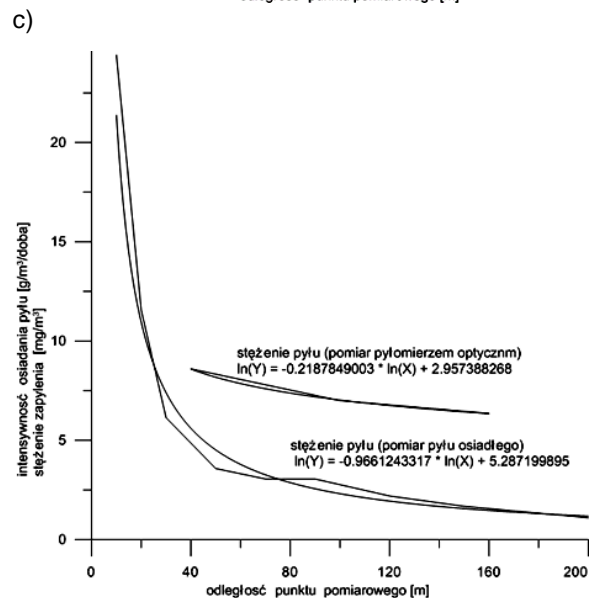 c)
20
15
10
5
0
intensywność osiadania pyłu [g/m³/doba]
stężenie zapylenia [mg/m³]
stężenie pyłu (pomiar pyłomierzem optycznm)
ln(Y) = -0.2187849003 * ln(X) + 2.957388268
stężenie pyłu (pomiar pyłu osiadłego)
ln(Y) = -0.9661243317 * ln(X) + 5.287199895
0 40 80 120 160 200
odległosć punktu pomiarowego [m]